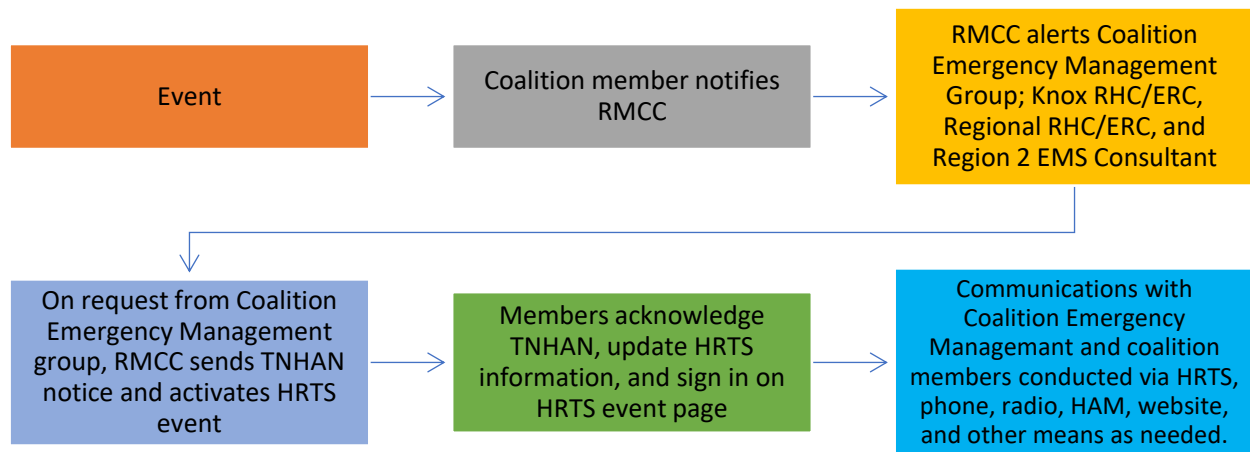 Event
Coalition member notifies
RMCC
RMCC alerts Coalition
Emergency Management
Group; Knox RHC/ERC,
Regional RHC/ERC, and
Region 2 EMS Consultant
On request from Coalition
Emergency Management
group, RMCC sends TNHAN
notice and activates HRTS
event
Members acknowledge
TNHAN, update HRTS
information, and sign in on
HRTS event page
Communications with
Coalition Emergency
Managemant and coalition
members conducted via HRTS,
phone, radio, HAM, website,
and other means as needed.